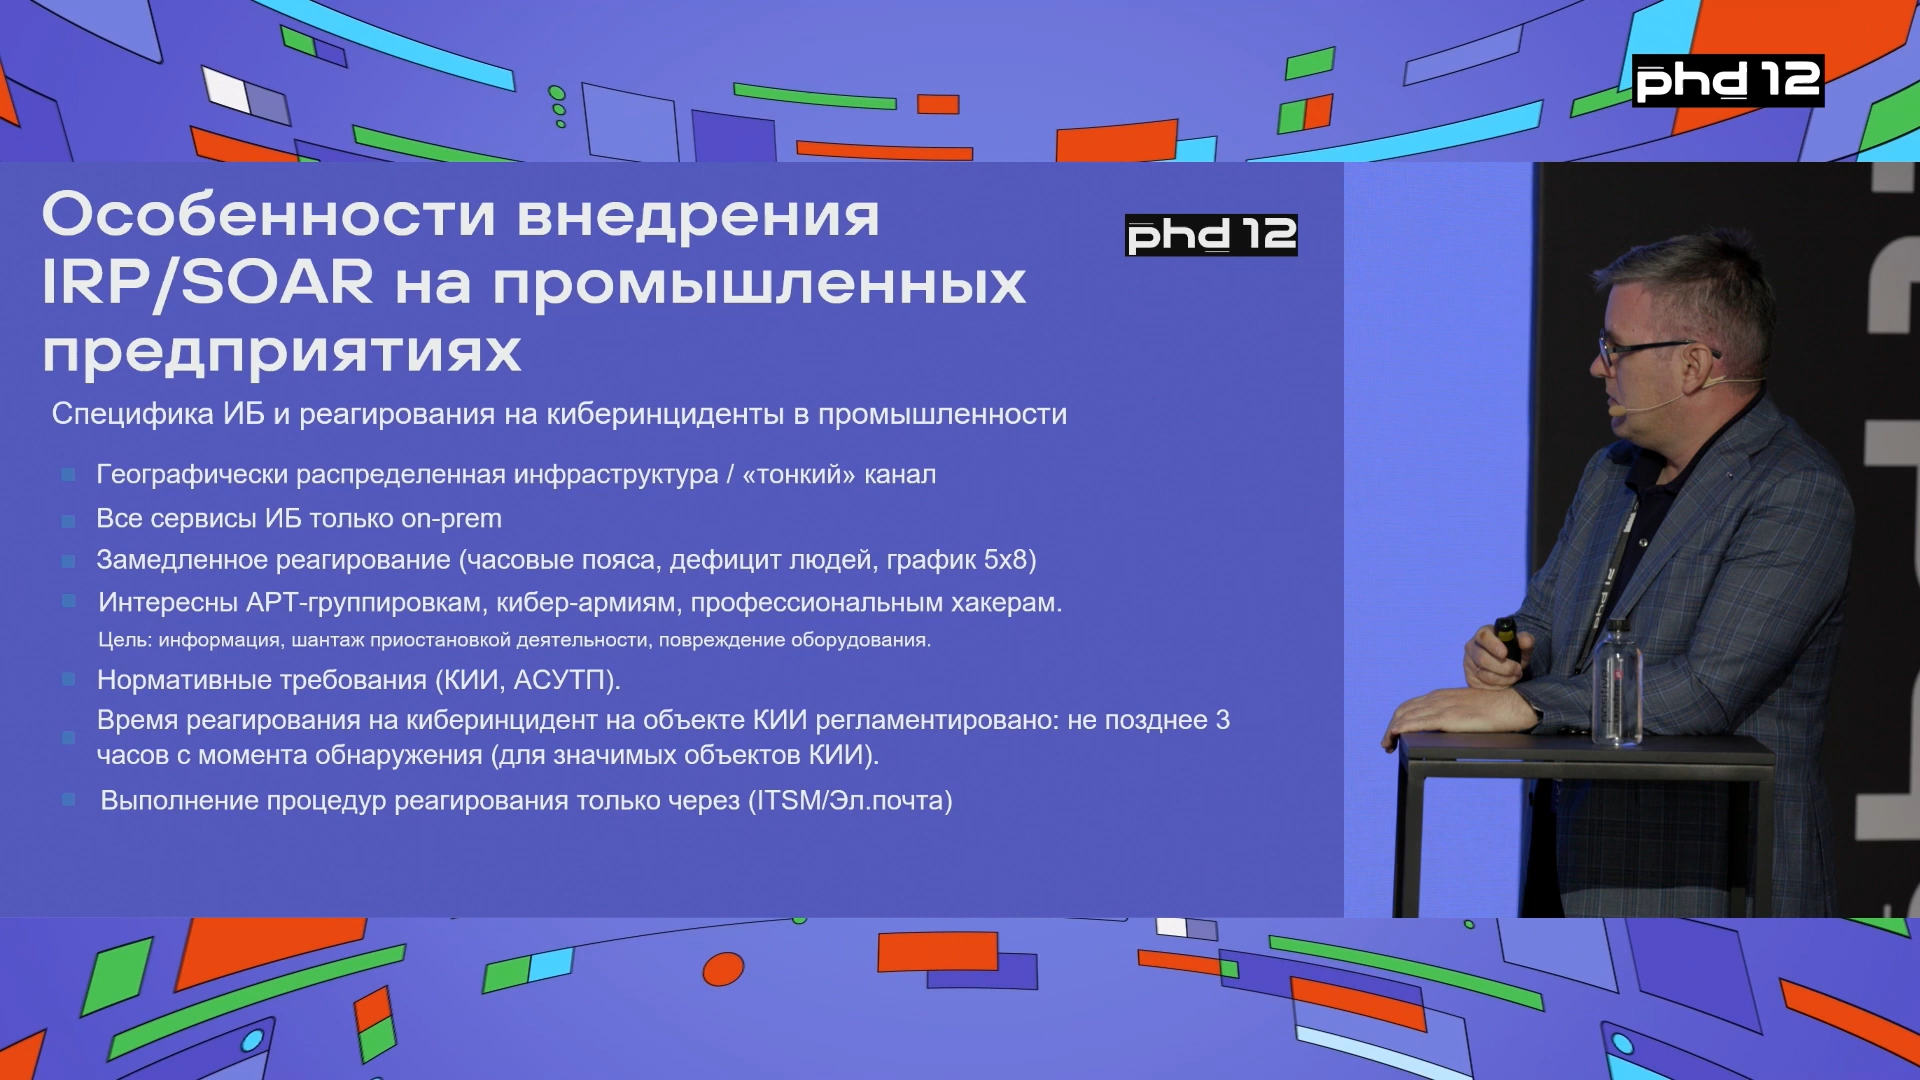 phd 12
Особенности внедрения
IRP/SOAR на промышленных
предприятиях
phd 12
Специфика ИБ и реагирования на киберинциденты в промышленности
Географически распределенная инфраструктура / «тонкий» канал
Все сервисы ИБ только on-prem
Замедленное реагирование (часовые пояса, дефицит людей, график 5x8)
Интересны APT-группировкам, кибер-армиям, профессиональным хакерам.
Цель: информация, шантаж приостановкой деятельности, повреждение оборудования.
Нормативные требования (КИИ, АСУТП).
Время реагирования на киберинцидент на объекте КИИ регламентировано: не позднее 3
часов с момента обнаружения (для значимых объектов КИИ).
Выполнение процедур реагирования только через (ITSM/Эл.почта)